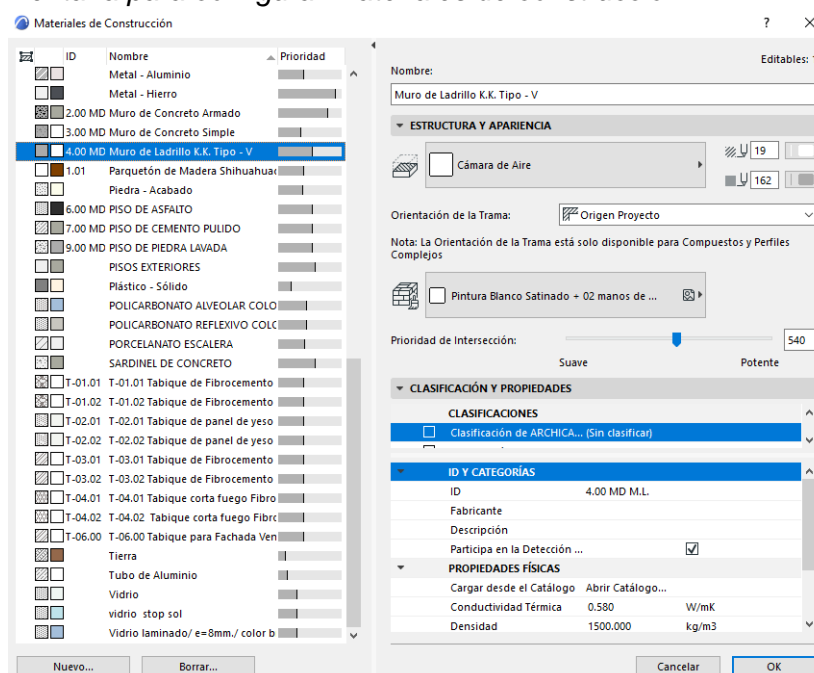 Materiales de Construcción ?
ID Nombre Prioridad
Metal - Aluminio
Metal - Hierro
2.00 MD Muro de Concreto Armado
3.00 MD Muro de Concreto Simple
4.00 MD Muro de Ladrillo K.K. Tipo - V
1.01 Parquetón de Madera Shihuahuac
Piedra - Acabado
6.00 MD PISO DE ASFALTO
7.00 MD PISO DE CEMENTO PULIDO
9.00 MD PISO DE PIEDRA LAVADA
PISOS EXTERIORES
Plástico - Sólido
POLICARBONATO ALVEOLAR COLO
POLICARBONATO REFLEXIVO COLC
PORCELANATO ESCALERA
SARDINEL DE CONCRETO
T-01.01 T-01.01 Tabique de Fibrocemento
T-01.02 T-01.02 Tabique de Fibrocemento
T-02.01 T-02.01 Tabique de panel de yeso
T-02.02 T-02.02 Tabique de panel de yeso
T-03.01 T-03.01 Tabique de Fibrocemento
T-03.02 T-03.02 Tabique de Fibrocemento
T-04.01 T-04.01 Tabique corta fuego Fibro
T-04.02 T-04.02 Tabique corta fuego Fibrc
T-06.00 T-06.00 Tabique para Fachada Ven
Tierra
Tubo de Aluminio
Vidrio
vidrio stop sol
Vidrio laminado/ e=8mm./ color b
Nuevo... Borrar...
Editables:
Nombre:
Muro de Ladrillo K.K. Tipo - V
ESTRUCTURA Y APARIENCIA
Cámara de Aire
19
162
Orientación de la Trama: Origen Proyecto
Nota: La Orientación de la Trama está solo disponible para Compuestos y Perfiles
Complejos
Pintura Blanco Satinado + 02 manos de ...
Prioridad de Intersección: 540
Suave Potente
CLASIFICACIÓN Y PROPIEDADES
CLASIFICACIONES
Clasificación de ARCHICA... (Sin clasificar)
ID Y CATEGORÍAS
ID 4.00 MD M.L.
Fabricante
Descripción
Participa en la Detección ...
PROPIEDADES FÍSICAS
Cargar desde el Catálogo Abrir Catálogo...
Conductividad Térmica 0.580 W/mK
Densidad 1500.000 kg/m3
Cancelar OK